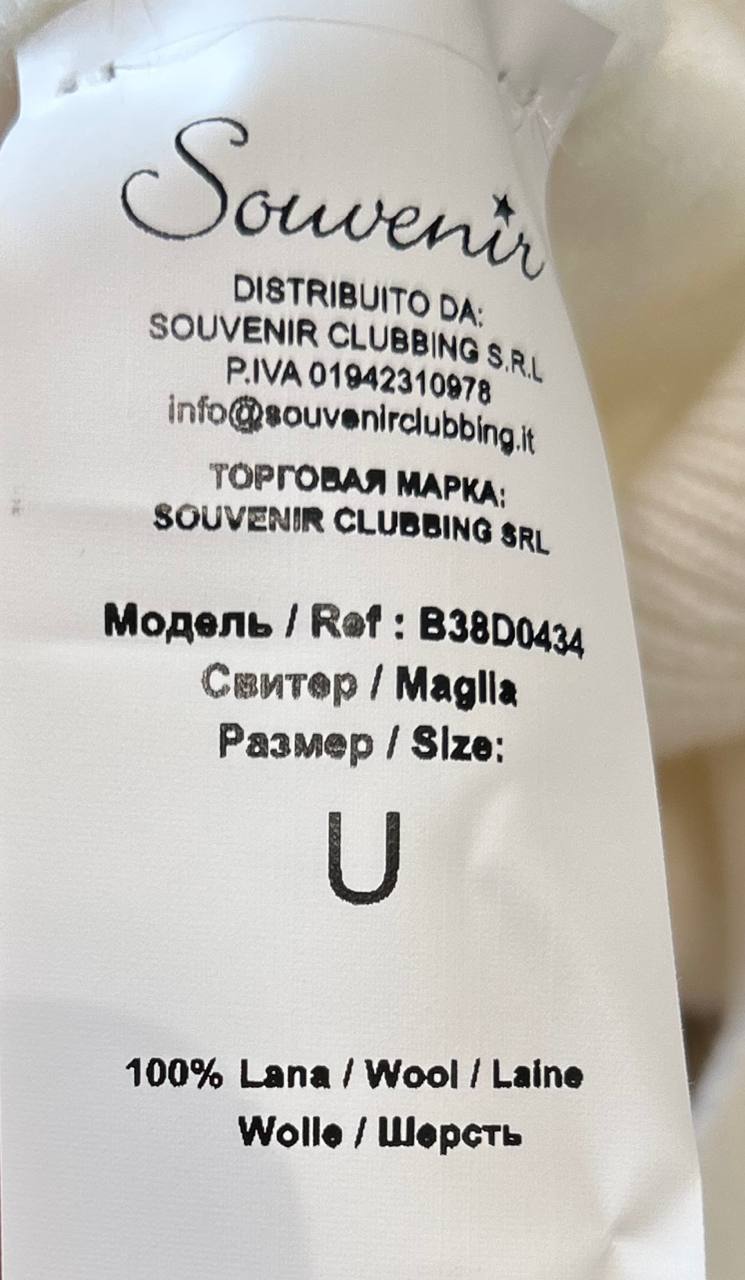 Souvenir
DISTRIBUITO DA:
SOUVENIR CLUBBING S.R.L
P.IVA 01942310978
info@souvenirclubbing.it
ТОРГОВАЯ МАРКА:
SOUVENIR CLUBBING SRL
Модель / Ref : B38D0434
Свитер / Maglia
Размер / Size:
U
100% Lana / Wool / Laine
Wolle / Шерсть